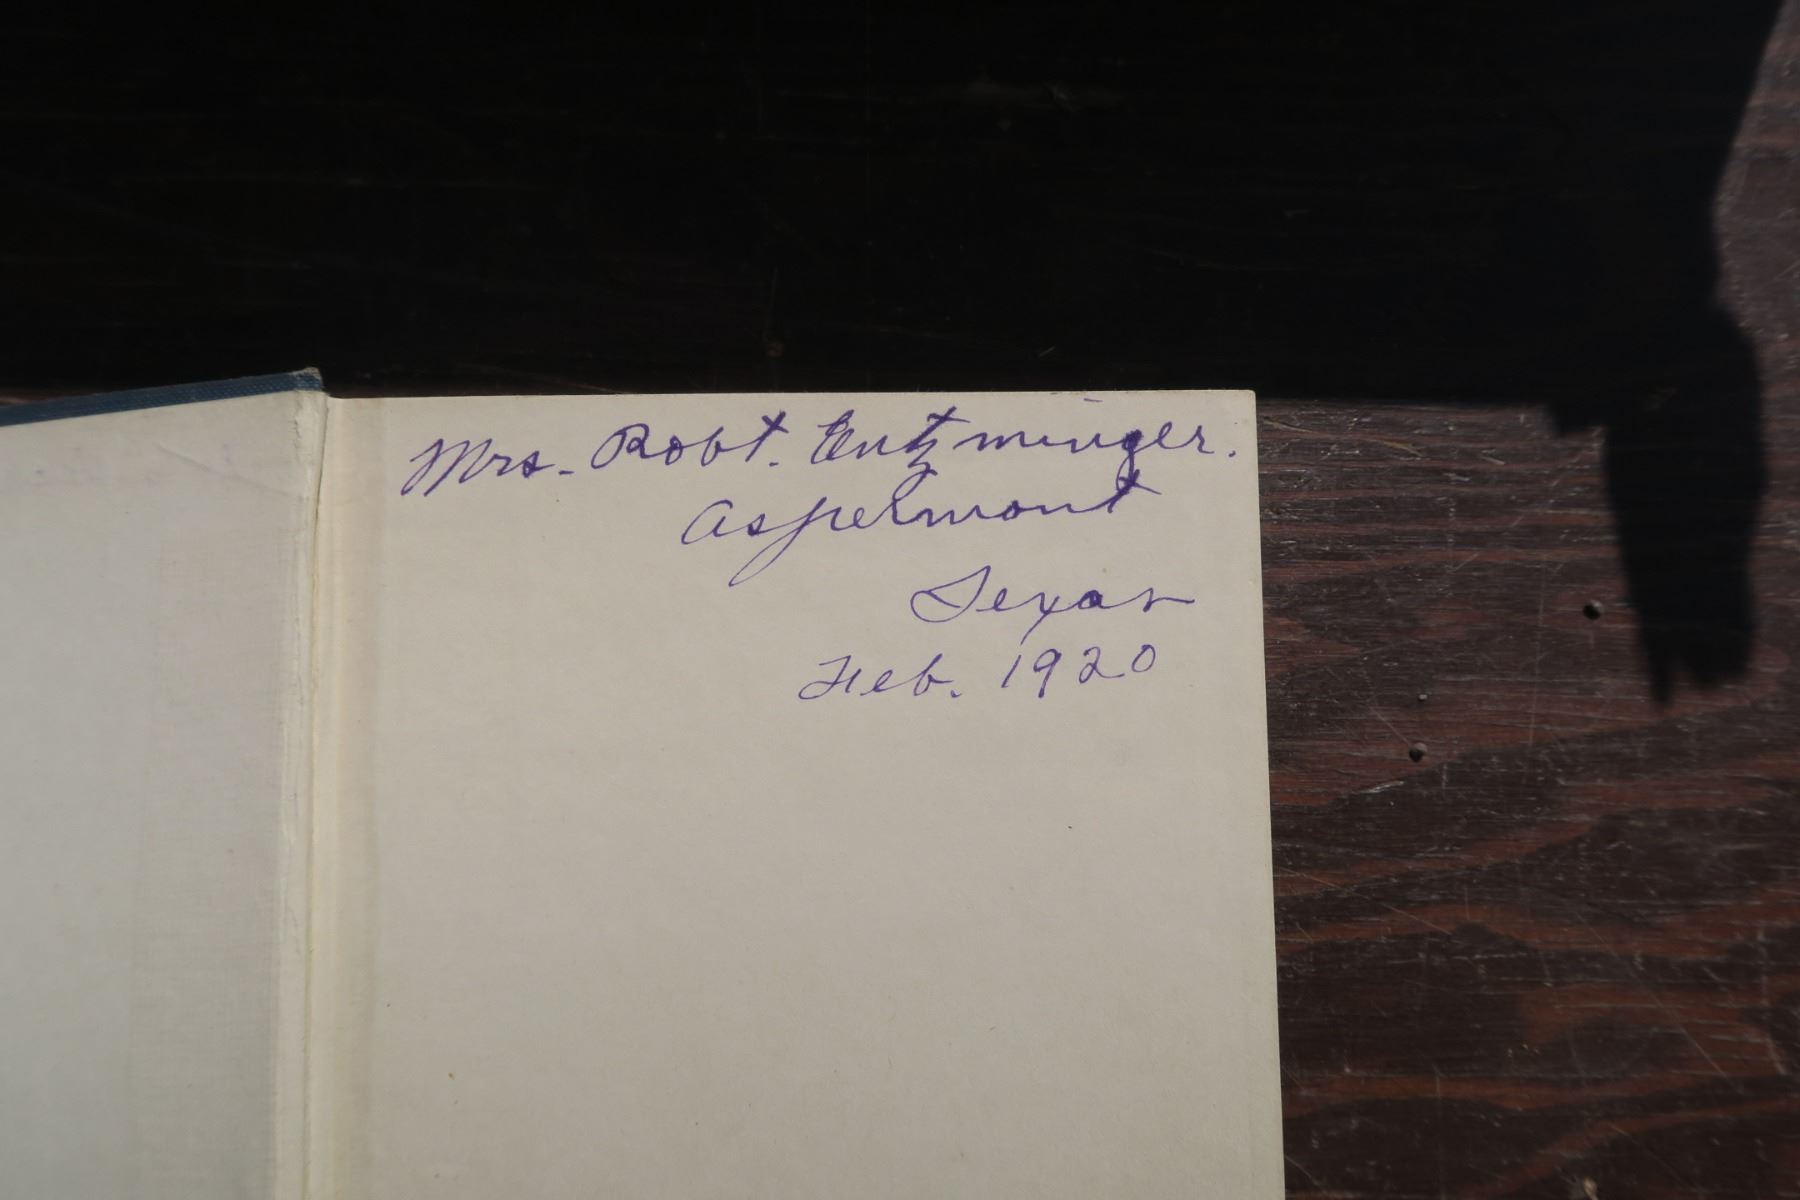 Mrs. Robt. Entzminger.
Aspermont
Texas
Feb. 1920